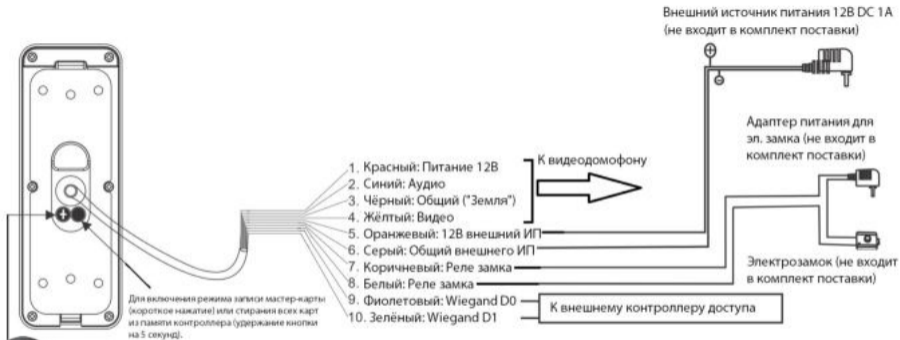 Внешний источник питания 12В DC 1А
(не входит в комплект поставки)
Адаптер питания для
эл. замка (не входит в
комплект поставки)
1. Красный: Питание 12В
2. Синий: Аудио
3. Чёрный: Общий ("Земля")
4. Жёлтый: Видео
5. Оранжевый: 12В внешний ИП
6. Серый: Общий внешнего ИП
7. Коричневый: Реле замка
8. Белый: Реле замка
9. Фиолетовый: Wiegand D0
10. Зелёный: Wiegand D1
К видеодомофону
Электрозамок (не входит
в комплект поставки)
К внешнему контроллеру доступа
Для включения режима записи мастер-карты
(короткое нажатие) или стирания всех карт
из памяти контроллера (удержание кнопки
на 5 секунд).